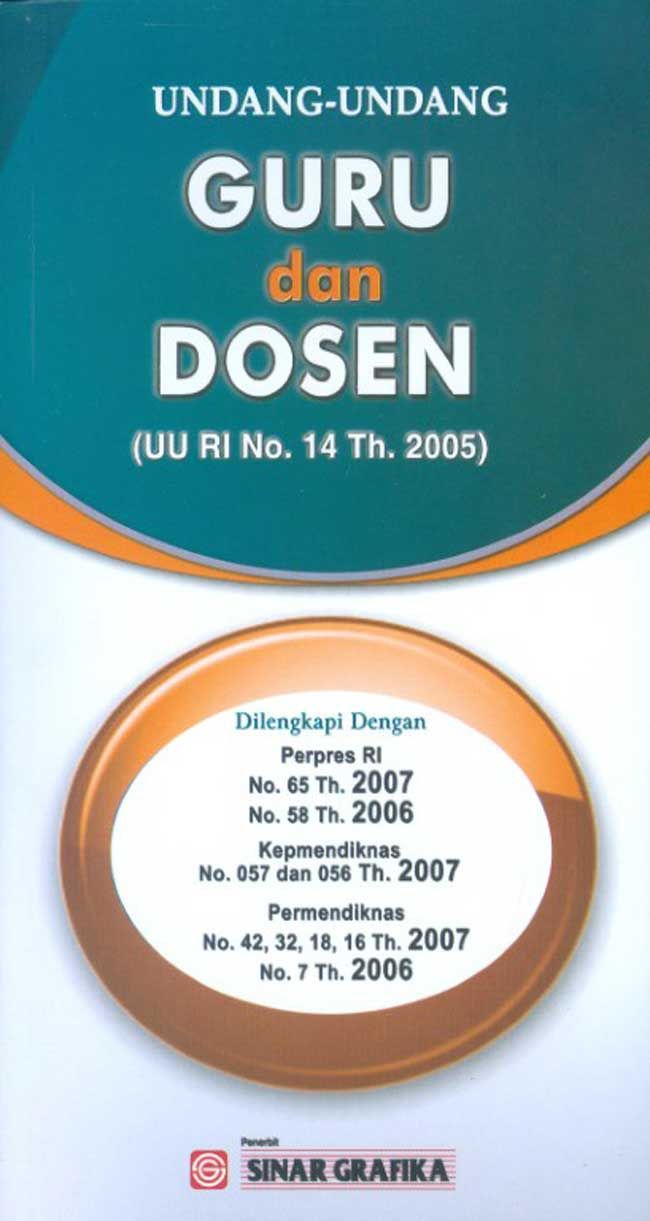 UNDANG-UNDANG
GURU
dan
DOSEN
(UU RI No. 14 Th. 2005)
Dilengkapi Dengan
Perpres RI
No. 65 Th. 2007
No. 58 Th. 2006
Kepmendiknas
No. 057 dan 056 Th. 2007
Permendiknas
No. 42, 32, 18, 16 Th. 2007
No. 7 Th. 2006
Penerbit
SINAR GRAFIKA